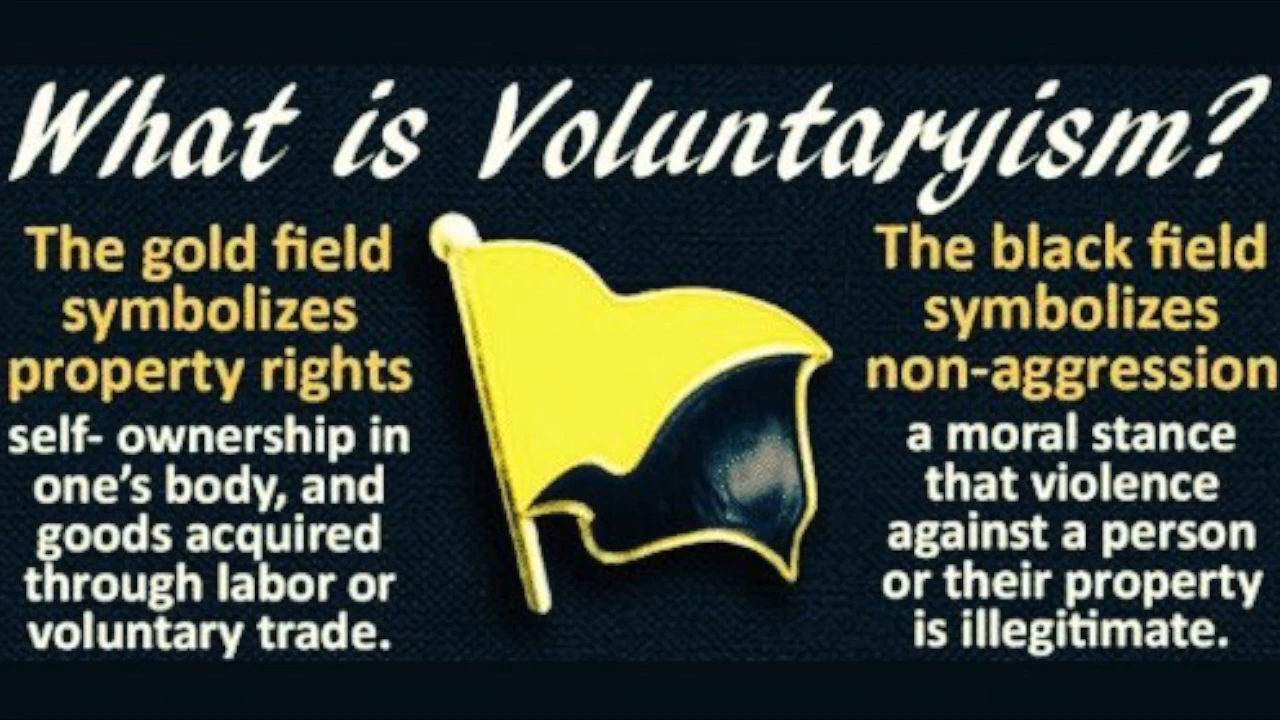 What is Voluntaryism?
The gold field
symbolizes
property rights
self- ownership in
one's body, and
goods acquired
through labor or
voluntary trade.
The black field
symbolizes
non-aggression
a moral stance
that violence
against a person
or their property
is illegitimate.